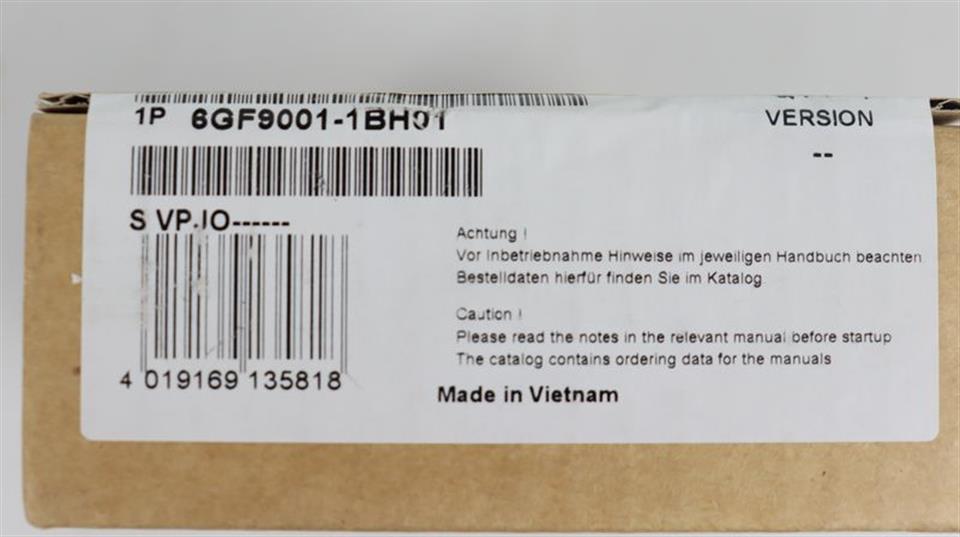 1P 6GF9001-1BH01
VERSION
--
S VPJO------
Achtung !
Vor Inbetriebnahme Hinweise im jeweiligen Handbuch beachten
Bestelldaten hierfür finden Sie im Katalog
Caution !
Please read the notes in the relevant manual before startup
The catalog contains ordering data for the manuals
4 019169 135818
Made in Vietnam